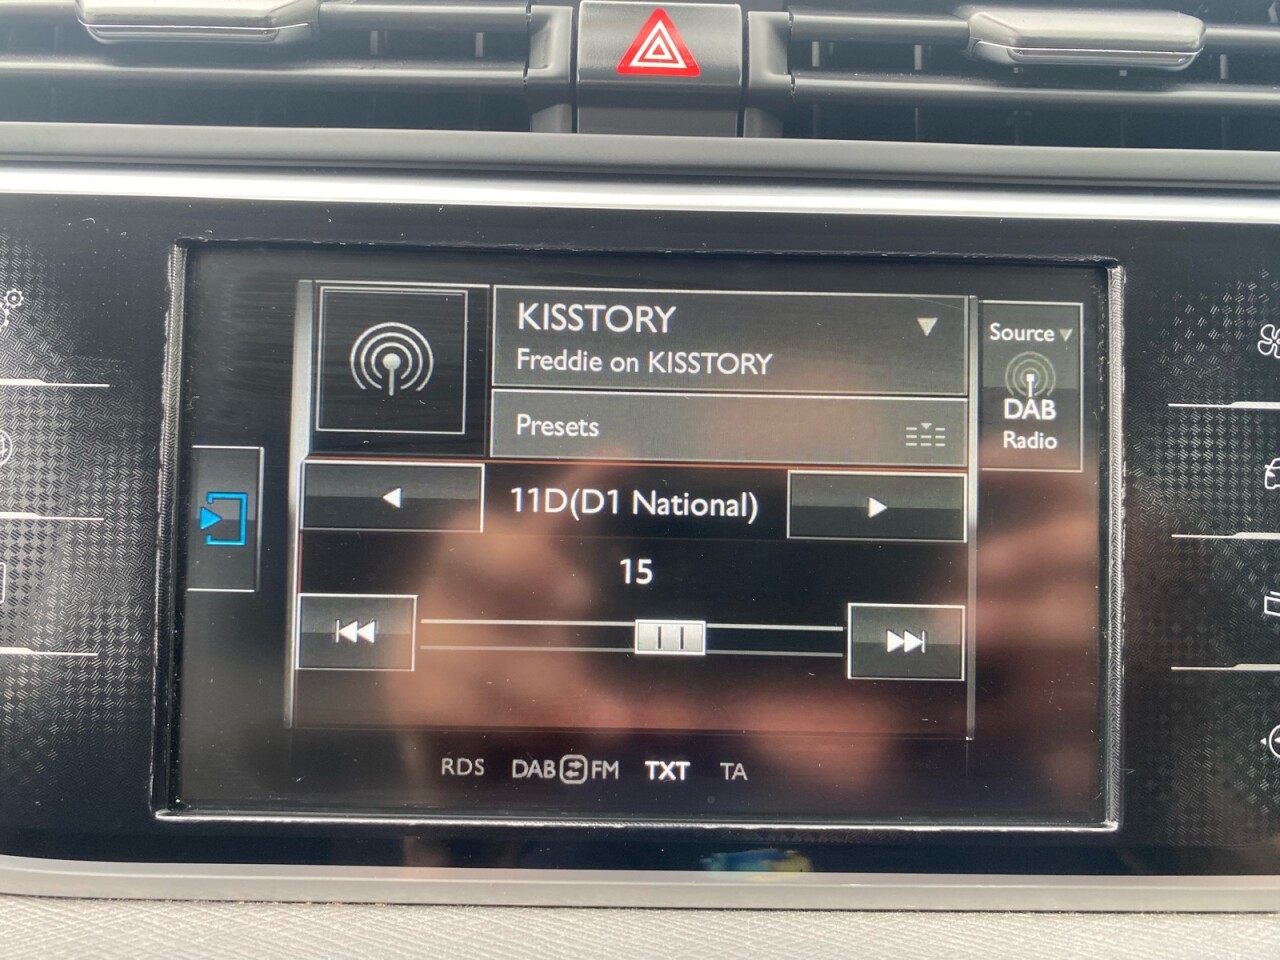 KISSTORY
Freddie on KISSTORY
Source
DAB
Radio
Presets
11D(D1 National)
15
RDS DAB FM TXT TA